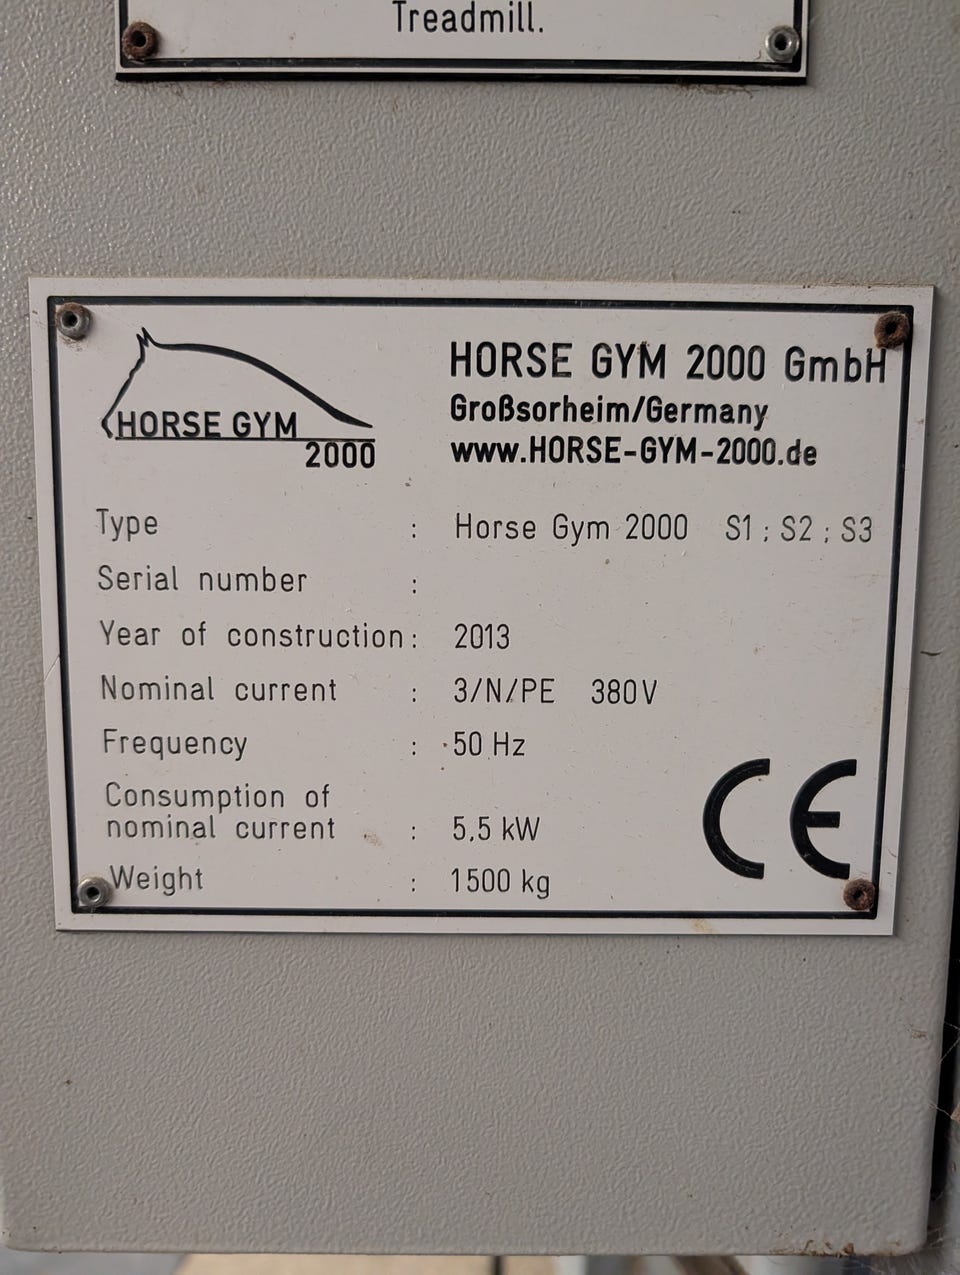 Treadmill.
HORSE GYM
2000
HORSE GYM 2000 GmbH
Großsorheim/Germany
www.HORSE-GYM-2000.de
Type : Horse Gym 2000 S1 ; S2 ; S3
Serial number :
Year of construction : 2013
Nominal current : 3/N/PE 380V
Frequency : 50 Hz
Consumption of
nominal current : 5,5 kW
Weight : 1500 kg
CE